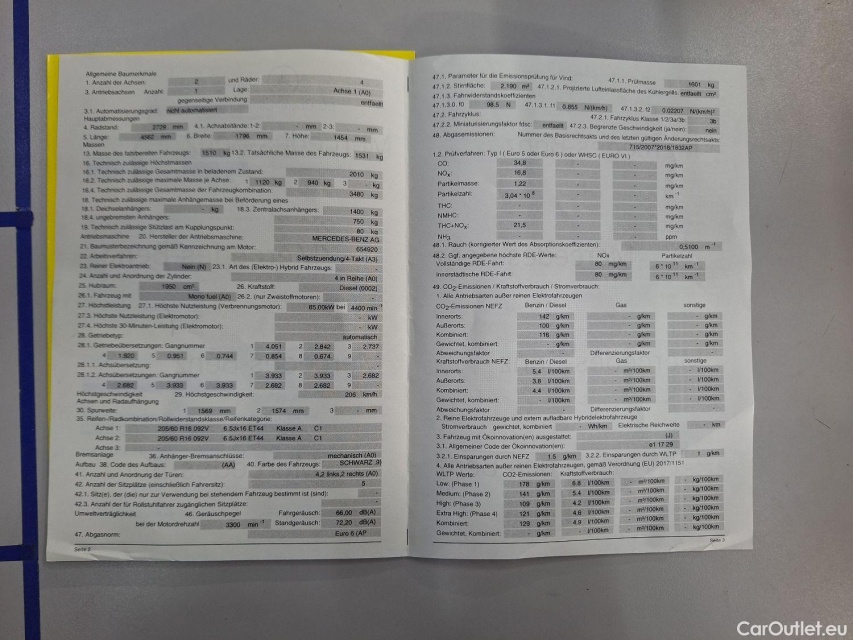 Allgemeine Baumerkmale
1. Anzahl der Achsen: 2 und Räder 4
3. Antriebsachsen Anzahl: 1 Lage Achse 1 (A0)
gegenseitige Verbindung entfaellt
3.1. Automatisierungsgrad: nicht automatisiert
Hauptabmessungen
4. Radstand: 2729 mm 4.1. Achsabstände: 1-2: - mm 2-3: - mm
5. Länge: mm 6. Breite: 1796 mm 7. Höhe: 1454 mm
Massen
13. Masse des fahrbereiten Fahrzeugs: 1510 kg 13.2. Tatsächliche Masse des Fahrzeugs: 1531 kg
16. Technisch zulässige Höchstmassen
16.1. Technisch zulässige Gesamtmasse in beladenem Zustand: 2010 kg
16.2. Technisch zulässige maximale Masse je Achse: 1 1120 kg 2 940 kg 3 - kg
16.4. Technisch zulässige Gesamtmasse der Fahrzeugkombination: 3480 kg
18. Technisch zulässige maximale Anhängemasse bei Beförderung eines
18.1. Deichselanhängers: - kg 18.3. Zentralachsanhängers: 1400 kg
18.4. ungebremsten Anhängers: 750 kg
19. Technisch zulässige Stützlast am Kupplungspunkt: 80 kg
Antriebsmaschine 20. Hersteller der Antriebsmaschine: MERCEDES-BENZ AG
21. Baumusterbezeichnung gemäß Kennzeichnung am Motor: 654920
22. Arbeitsverfahren: Selbstzuendung/4-Takt (A3)
23. Reiner Elektroantrieb: Nein (N) 23.1. Art des (Elektro-) Hybrid Fahrzeugs: -
24. Anzahl und Anordnung der Zylinder: 4 in Reihe (A0)
25. Hubraum: 1950 cm³ 26. Kraftstoff: Diesel (0002)
26.1. Fahrzeug mit Mono fuel (A0) 26.2. (nur Zweistoffmotoren): -
27. Höchstleistung 27.1. Höchste Nutzleistung (Verbrennungsmotor): 85,00kW bei 4400 min⁻¹
27.3. Höchste Nutzleistung (Elektromotor): - kW
27.4. Höchste 30-Minuten-Leistung (Elektromotor): - kW
28. Getriebetyp: automatisch
28.1. Getriebeübersetzungen: Gangnummer 1 4.051 2 2.842 3 2.737
4 1.820 5 0.951 6 0.744 7 0.854 8 0.674 9 -
28.1.1. Achsübersetzung: -
28.1.2. Achsübersetzungen: Gangnummer 1 3.933 2 3.933 3 2.682
4 2.682 5 3.933 6 3.933 7 2.682 8 2.682 9 -
Höchstgeschwindigkeit 29. Höchstgeschwindigkeit: 206 km/h
Achsen und Radaufhängung
30. Spurweite: 1 1569 mm 2 1574 mm 3 - mm
35. Reifen-/Radkombination/Rollwiderstandsklasse/Reifenkategorie:
Achse 1: 205/60 R16 092V 6.5Jx16 ET44 Klasse A C1
Achse 2: 205/60 R16 092V 6.5Jx16 ET44 Klasse A C1
Achse 3:
Bremsanlage 36. Anhänger-Bremsanschlüsse: mechanisch (A0)
Aufbau 38. Code des Aufbaus: (AA) 40. Farbe des Fahrzeugs: SCHWARZ
41. Anzahl und Anordnung der Türen: 4,2 links,2 rechts (A0)
42. Anzahl der Sitzplätze (einschließlich Fahrersitz): 5
42.1. Sitz(e), der (die) nur zur Verwendung bei stehendem Fahrzeug bestimmt ist (sind): -
42.3. Anzahl der für Rollstuhlfahrer zugänglichen Sitzplätze: -
Umweltverträglichkeit 46. Geräuschpegel Fahrgeräusch: 66,00 dB(A)
bei der Motordrehzahl 3300 min⁻¹ Standgeräusch: 72,20 dB(A)
47. Abgasnorm: Euro 6 (AP
Seite 2
47.1. Parameter für die Emissionsprüfung für Vind: 47.1.1. Prüfmasse 1601 kg
47.1.2. Stirnfläche: 2,190 m² 47.1.2.1. Projizierte Luftfeinlassfläche des Kühlergrills entfaellt cm²
47.1.3. Fahrwiderstandskoeffizienten
47.1.3.0. f0 98.5 N 47.1.3.1. f1 0.855 N/(km/h) 47.1.3.2. f2 0.02207 N/(km/h)²
47.2. Fahrzyklus: 47.2.1. Fahrzyklus Klasse 1/2/3a/3b 3b
47.2.2. Miniaturisierungsfaktor fdsc: entfaellt 47.2.3. Begrenzte Geschwindigkeit (ja/nein): nein
48. Abgasemissionen: Nummer des Basisrechtsakts und des letzten gültigen Änderungsrechtsakts:
715/2007*2018/1832AP
1.2. Prüfverfahren: Typ I ( Euro 5 oder Euro 6 ) oder WHSC ( EURO VI )
CO: 34,8 - - mg/km
NOx: 16,8 - - mg/km
Partikelmasse: 1,22 - - mg/km
Partikelzahl: 3,04 * 10 - - km⁻¹
THC: - - - mg/km
NMHC: - - - mg/km
THC+NOx: 21,5 - - mg/km
NH3: - - - ppm
48.1. Rauch (korrigierter Wert des Absorptionskoeffizienten): 0.5100 m⁻¹
48.2. Ggf. angegebene höchste RDE-Werte: NOx Partikelzahl
Vollständige RDE-Fahrt: 80 mg/km 6 * 10¹¹ km⁻¹
Innerstädtische RDE-Fahrt: 80 mg/km 6 * 10¹¹ km⁻¹
49. CO₂-Emissionen / Kraftstoffverbrauch / Stromverbrauch:
1. Alle Antriebsarten außer reinen Elektrofahrzeugen
CO₂-Emissionen NEFZ Benzin / Diesel Gas sonstige
Innerorts: 142 g/km - g/km - g/km
Außerorts: 100 g/km - g/km - g/km
Kombiniert: 116 g/km - g/km - g/km
Gewichtet, kombiniert: - g/km - g/km - g/km
Abweichungsfaktor - Differenzierungsfaktor -
Kraftstoffverbrauch NEFZ: Benzin / Diesel Gas sonstige
Innerorts 5.4 l/100km - m³/100km - l/100km
Außerorts: 3.8 l/100km - m³/100km - l/100km
Kombiniert: 4.4 l/100km - m³/100km - l/100km
Gewichtet, kombiniert: - l/100km - m³/100km - l/100km
Abweichungsfaktor: - Differenzierungsfaktor -
2. Reine Elektrofahrzeuge und extern aufladbare Hybridelektrofahrzeuge
Stromverbrauch gewichtet, kombiniert - Wh/km Elektrische Reichweite - km
3. Fahrzeug mit Ökoinnovation(en) ausgestattet: (J)
3.1. Allgemeiner Code der Ökoinnovation(en): e1 17 29
3.2.1. Einsparungen durch NEFZ 1.5 g/km 3.2.2. Einsparungen durch WLTP 1 g/km
4. Alle Antriebsarten außer reinen Elektrofahrzeugen, gemäß Verordnung (EU) 2017/1151
WLTP Werte: CO2-Emissionen: Kraftstoffverbrauch:
Low: (Phase 1) 178 g/km 6.8 l/100km - m³/100km - kg/100km
Medium: (Phase 2) 141 g/km 5.4 l/100km - m³/100km - kg/100km
High: (Phase 3) 109 g/km 4.2 l/100km - m³/100km - kg/100km
Extra High: (Phase 4) 121 g/km 4.6 l/100km - m³/100km - kg/100km
Kombiniert: 129 g/km 4.9 l/100km - m³/100km - kg/100km
Gewichtet, Kombiniert: - g/km - l/100km - m³/100km - kg/100km
Seite 3
CarOutlet.eu